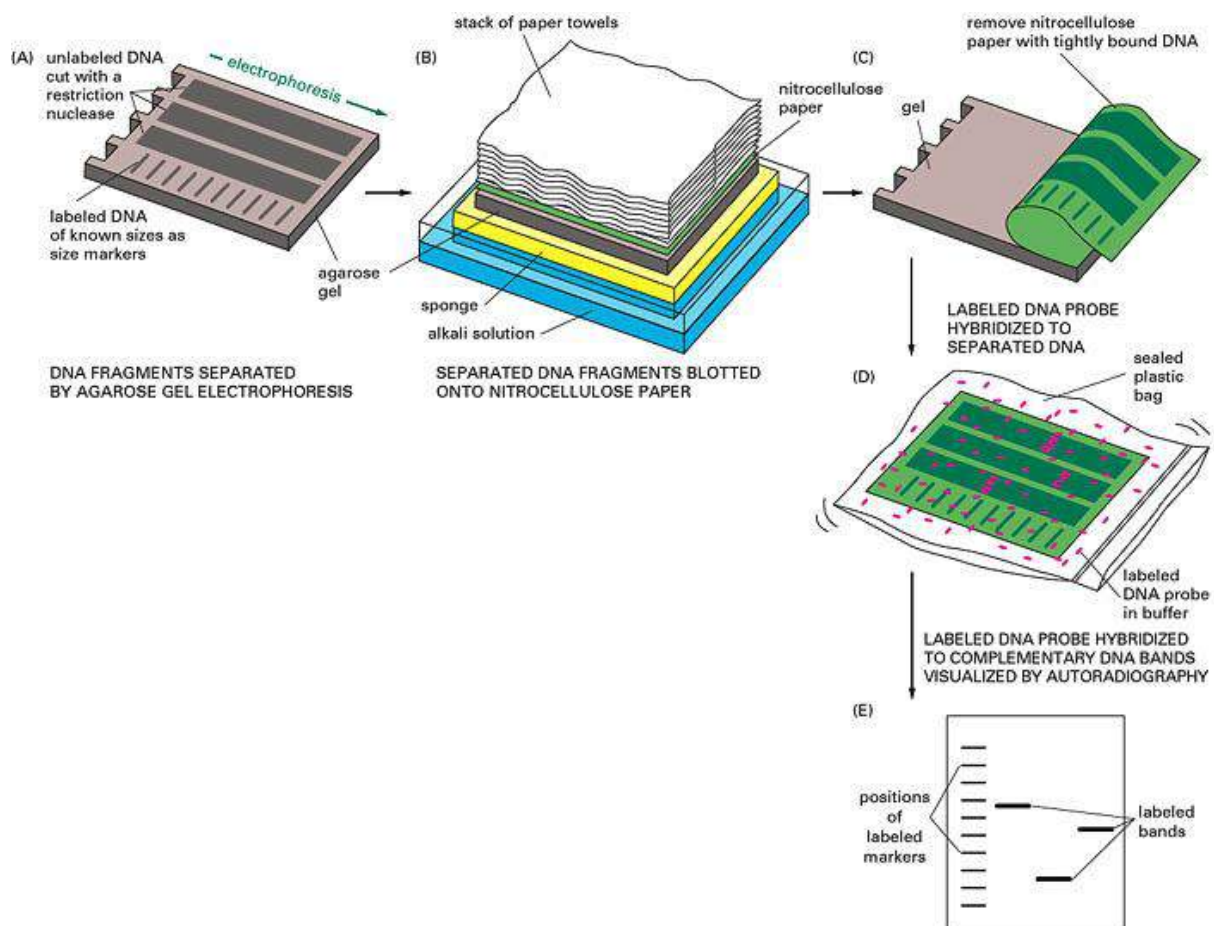 (A)
unlabeled DNA
cut with a
restriction
nuclease
electrophoresis
labeled DNA
of known sizes as
size markers
agarose
gel
DNA FRAGMENTS SEPARATED
BY AGAROSE GEL ELECTROPHORESIS
(B)
stack of paper towels
nitrocellulose
paper
sponge
alkali solution
SEPARATED DNA FRAGMENTS BLOTTED
ONTO NITROCELLULOSE PAPER
(C)
remove nitrocellulose
paper with tightly bound DNA
gel
LABELED DNA PROBE
HYBRIDIZED TO
SEPARATED DNA
(D)
sealed
plastic
bag
labeled
DNA probe
in buffer
LABELED DNA PROBE HYBRIDIZED
TO COMPLEMENTARY DNA BANDS
VISUALIZED BY AUTORADIOGRAPHY
(E)
positions
of
labeled
markers
labeled
bands